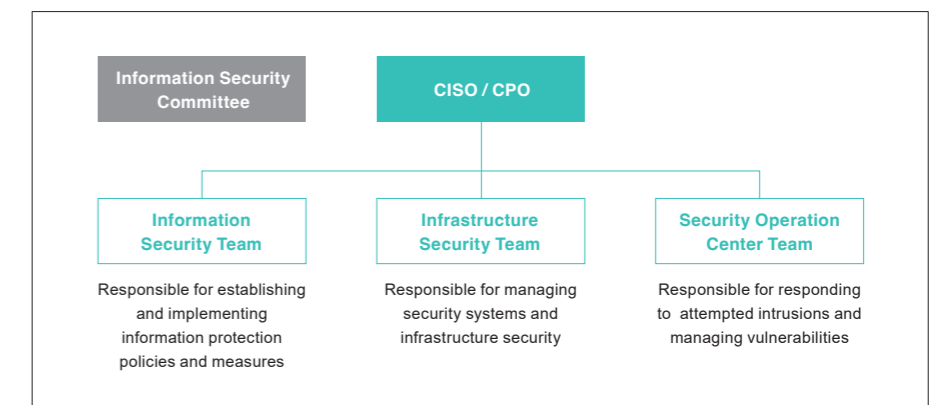 Information Security
Committee
CISO / CPO
Information
Security Team
Infrastructure
Security Team
Security Operation
Center Team
Responsible for establishing
and implementing
information protection
policies and measures
Responsible for managing
security systems and
infrastructure security
Responsible for responding
to attempted intrusions and
managing vulnerabilities